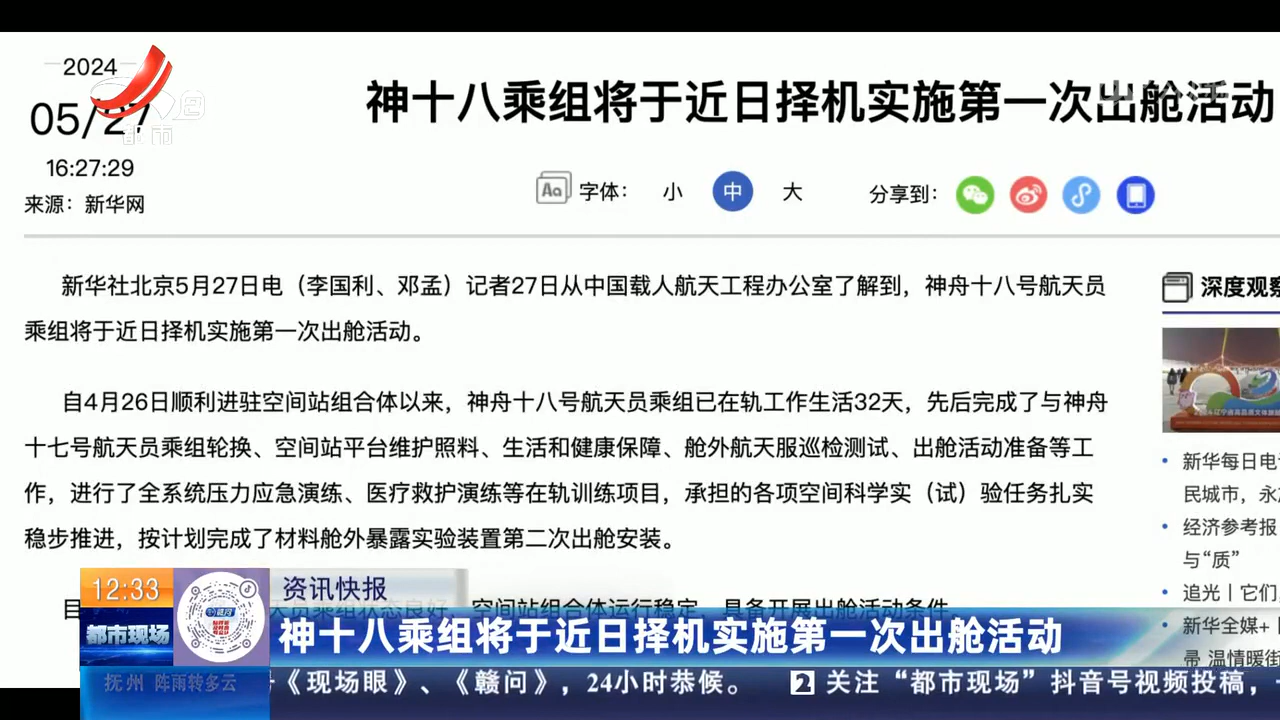 2024
05/27
16:27:29
来源：新华网
都市
神十八乘组将于近日择机实施第一次出舱活动
Aa 字体： 小 中 大 分享到：
新华社北京5月27日电（李国利、邓孟）记者27日从中国载人航天工程办公室了解到，神舟十八号航天员
乘组将于近日择机实施第一次出舱活动。
自4月26日顺利进驻空间站组合体以来，神舟十八号航天员乘组已在轨工作生活32天，先后完成了与神舟
十七号航天员乘组轮换、空间站平台维护照料、生活和健康保障、舱外航天服巡检测试、出舱活动准备等工
作，进行了全系统压力应急演练、医疗救护演练等在轨训练项目，承担的各项空间科学实（试）验任务扎实
稳步推进，按计划完成了材料舱外暴露实验装置第二次出舱安装。
目
天员乘组状态良好，空间站组合体运行稳定，具备开展出舱活动条件。
深度观察
新华每日电
民城市，永
经济参考报
与“质”
追光丨它们
新华全媒+丨
帚 温情暖街
12:33
都市现场
资讯快报
神十八乘组将于近日择机实施第一次出舱活动
抚州 阵雨转多云
《现场眼》、《赣问》，24小时恭候。 2 关注“都市现场”抖音号视频投稿，